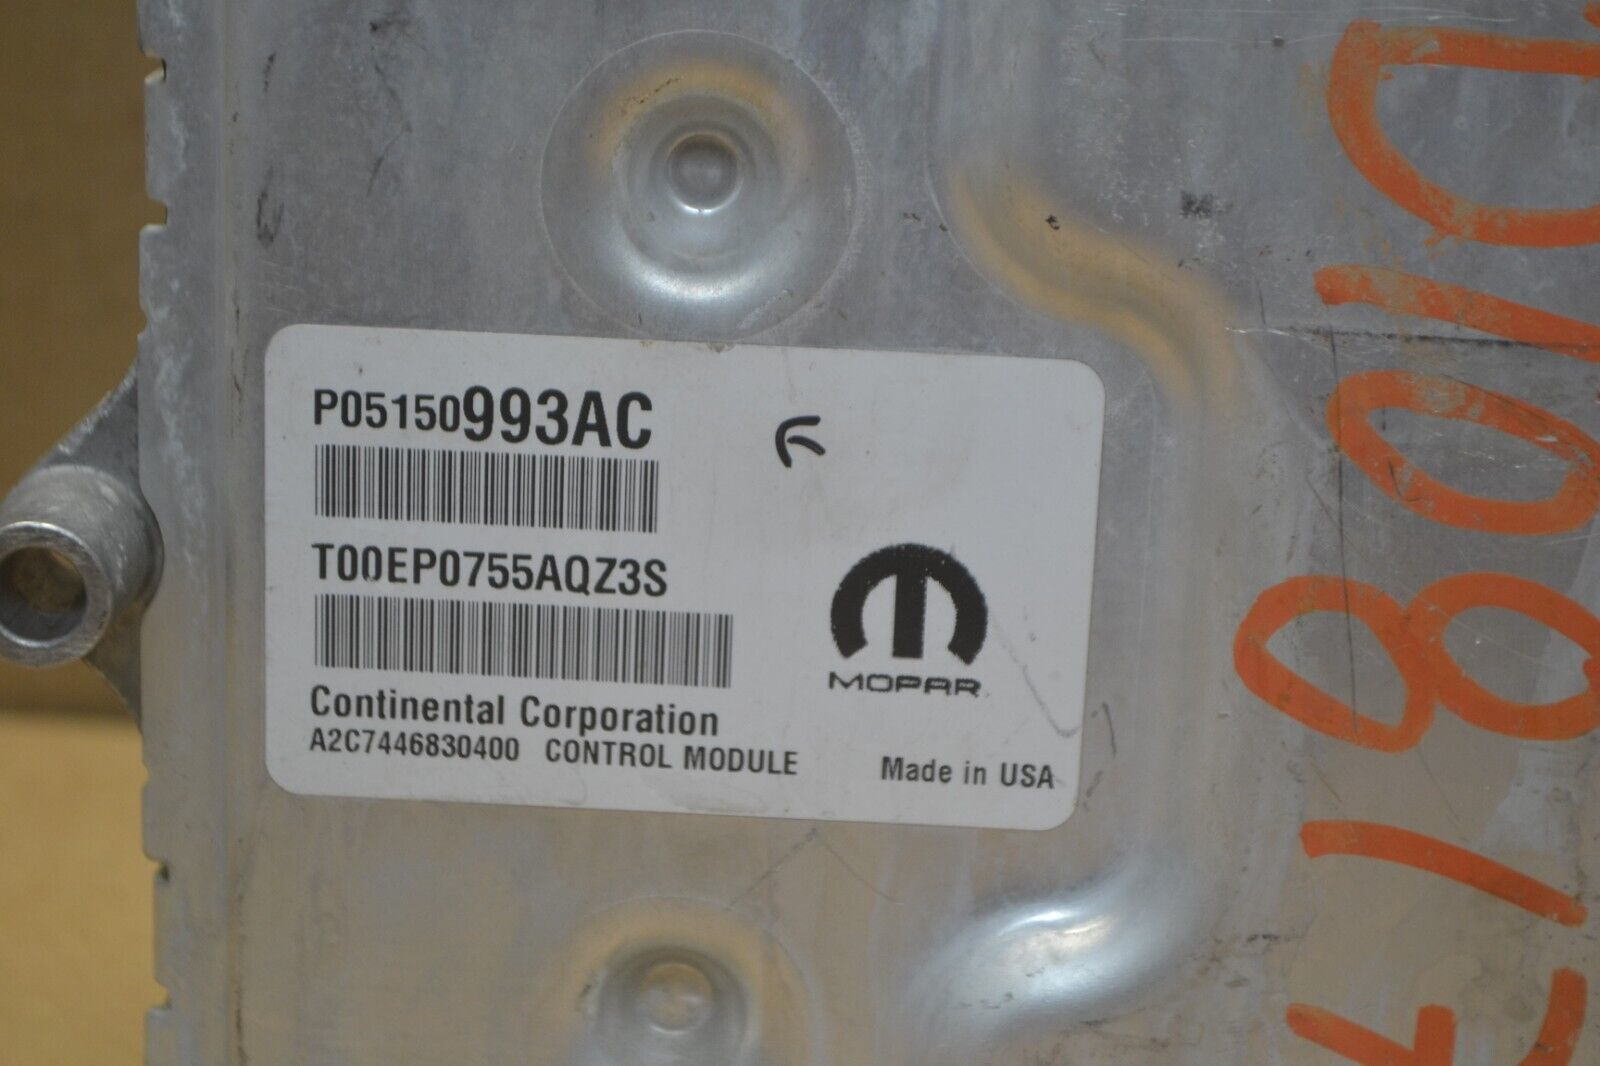 P05150993AC
F
T00EP0755AQZ3S
MOPAR
Continental Corporation
A2C7446830400 CONTROL MODULE
Made in USA